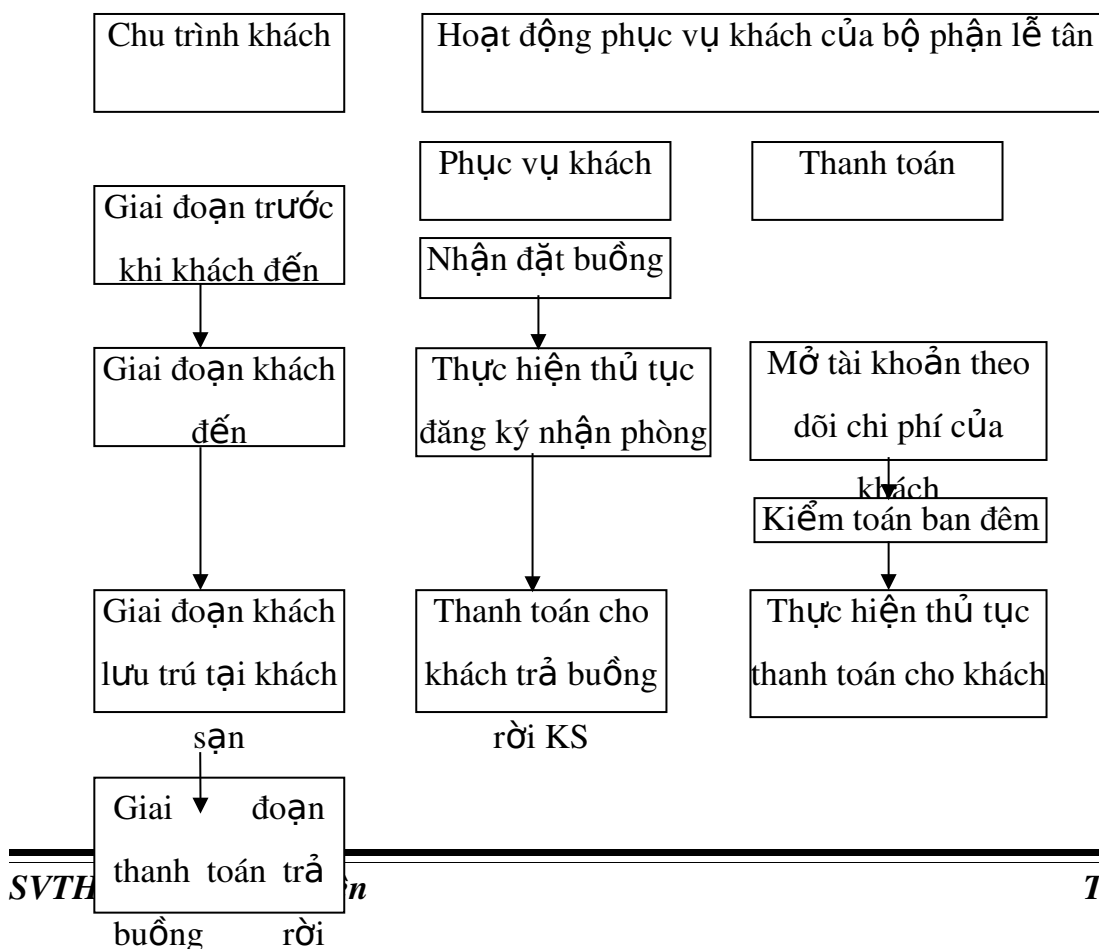 Chu trình khách
Hoạt động phục vụ khách của bộ phận lễ tân
Phục vụ khách
Thanh toán
Giai đoạn trước
khi khách đến
Nhận đặt buồng
Giai đoạn khách
đến
Thực hiện thủ tục
đăng ký nhận phòng
Mở tài khoản theo
dõi chi phí của
khách
Kiểm toán ban đêm
Giai đoạn khách
lưu trú tại khách
sạn
Thanh toán cho
khách trả buồng
rời KS
Thực hiện thủ tục
thanh toán cho khách
Giai đoạn
thanh toán trả
buồng rời
SVTH